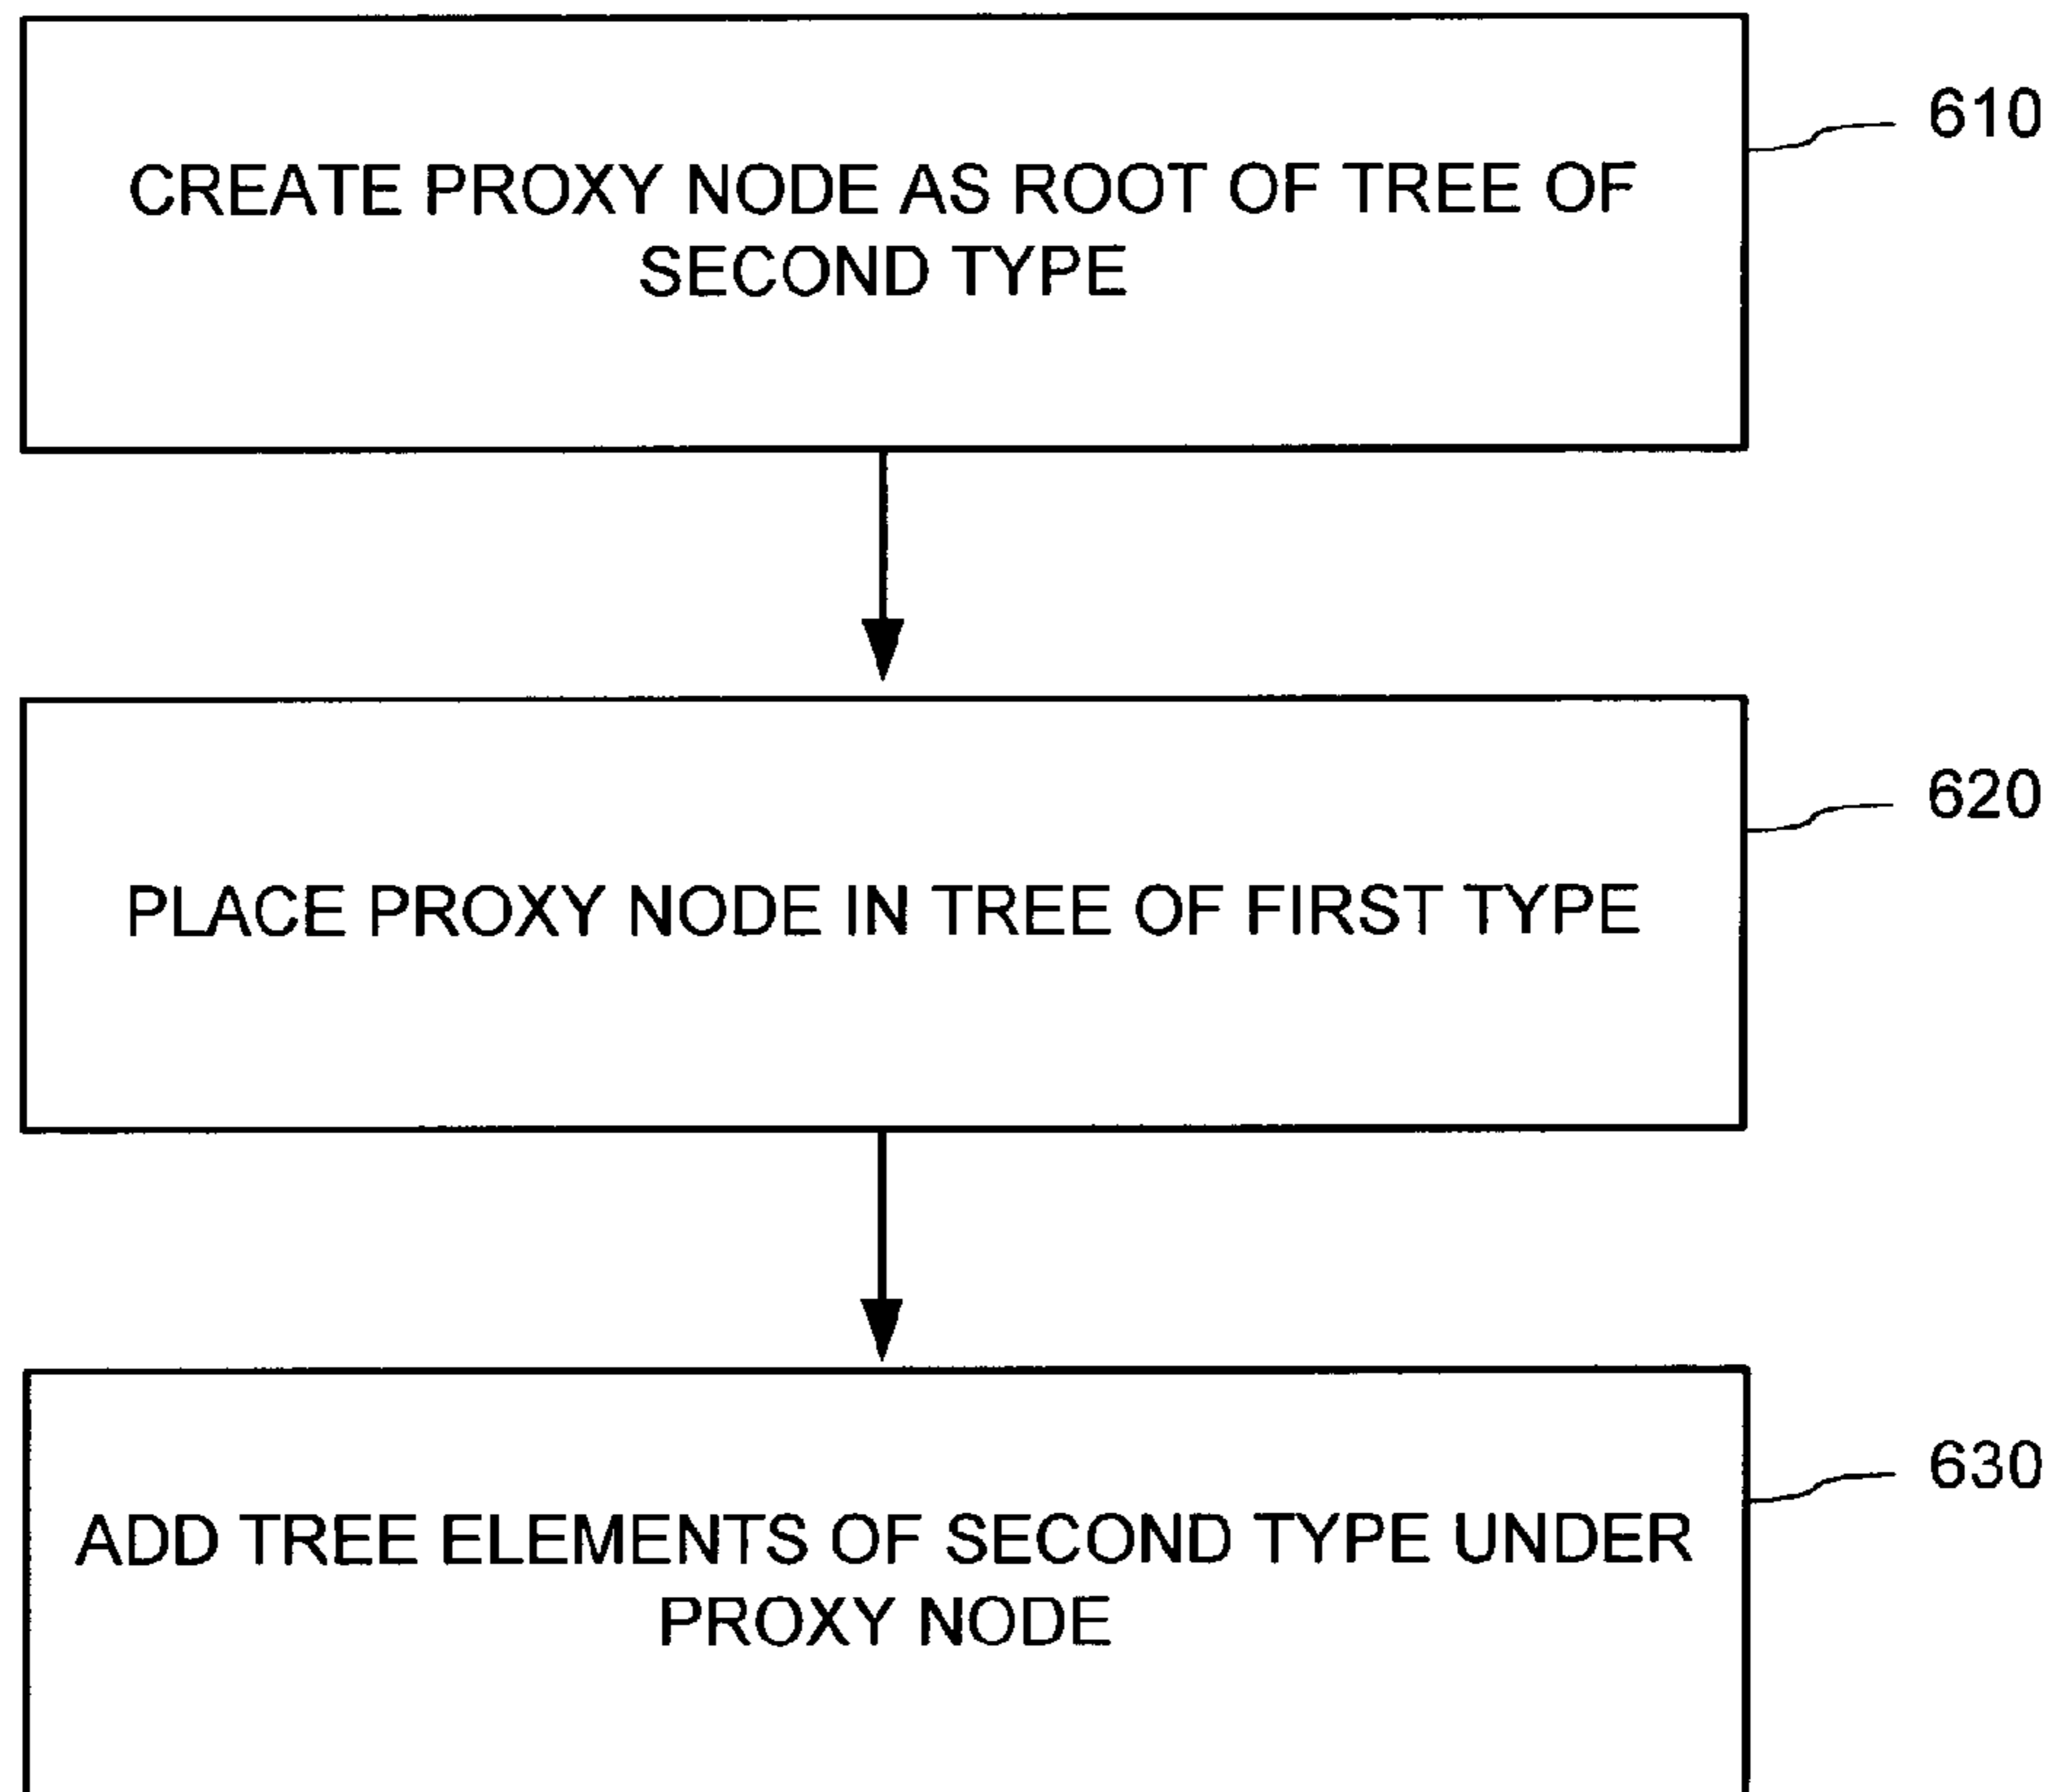 610
CREATE PROXY NODE AS ROOT OF TREE OF
SECOND TYPE
620
PLACE PROXY NODE IN TREE OF FIRST TYPE
630
ADD TREE ELEMENTS OF SECOND TYPE UNDER
PROXY NODE